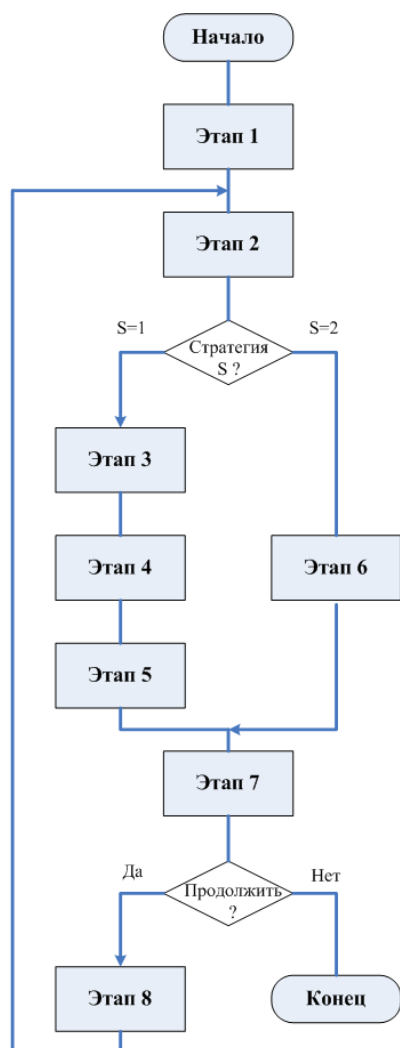 Начало
Этап 1
Этап 2
S=1
S=2
Стратегия
S ?
Этап 3
Этап 4
Этап 6
Этап 5
Этап 7
Да
Нет
Продолжить
?
Этап 8
Конец